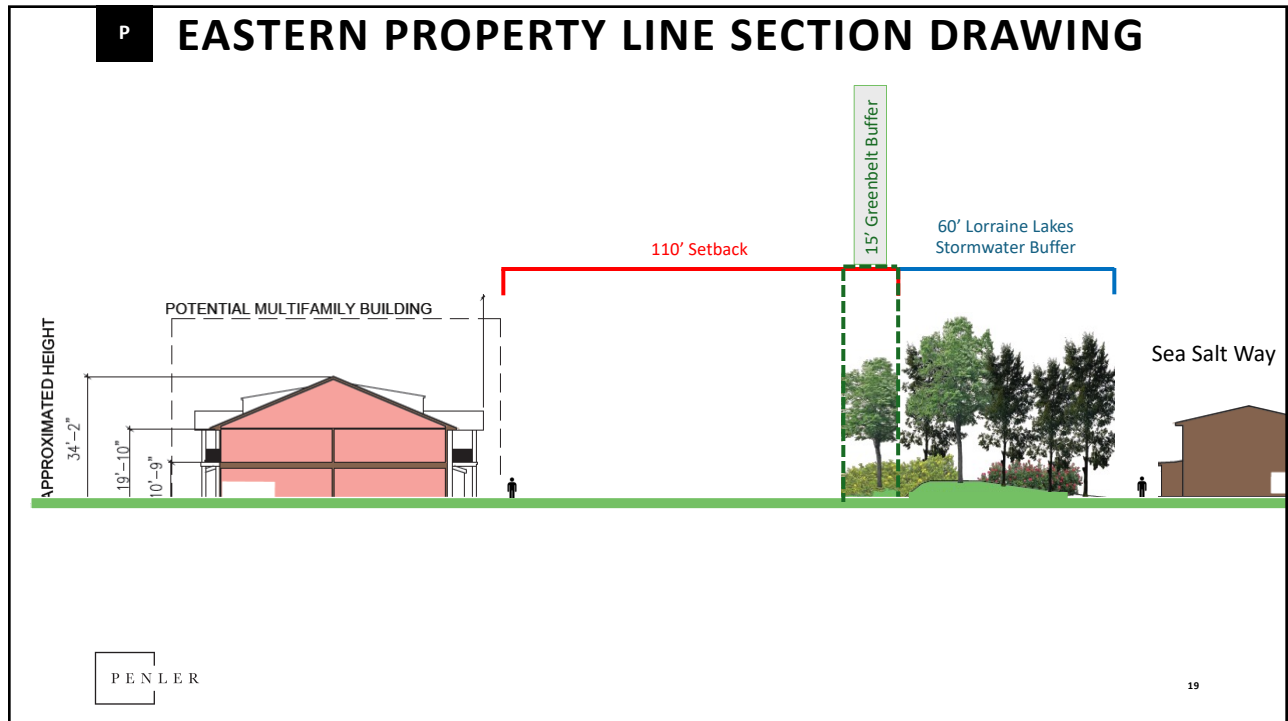 P
EASTERN PROPERTY LINE SECTION DRAWING
15’ Greenbelt Buffer
110’ Setback
60’ Lorraine Lakes
Stormwater Buffer
POTENTIAL MULTIFAMILY BUILDING
Sea Salt Way
APPROXIMATED HEIGHT
34'-2"
19'-10"
10'-9"
PENLER
19